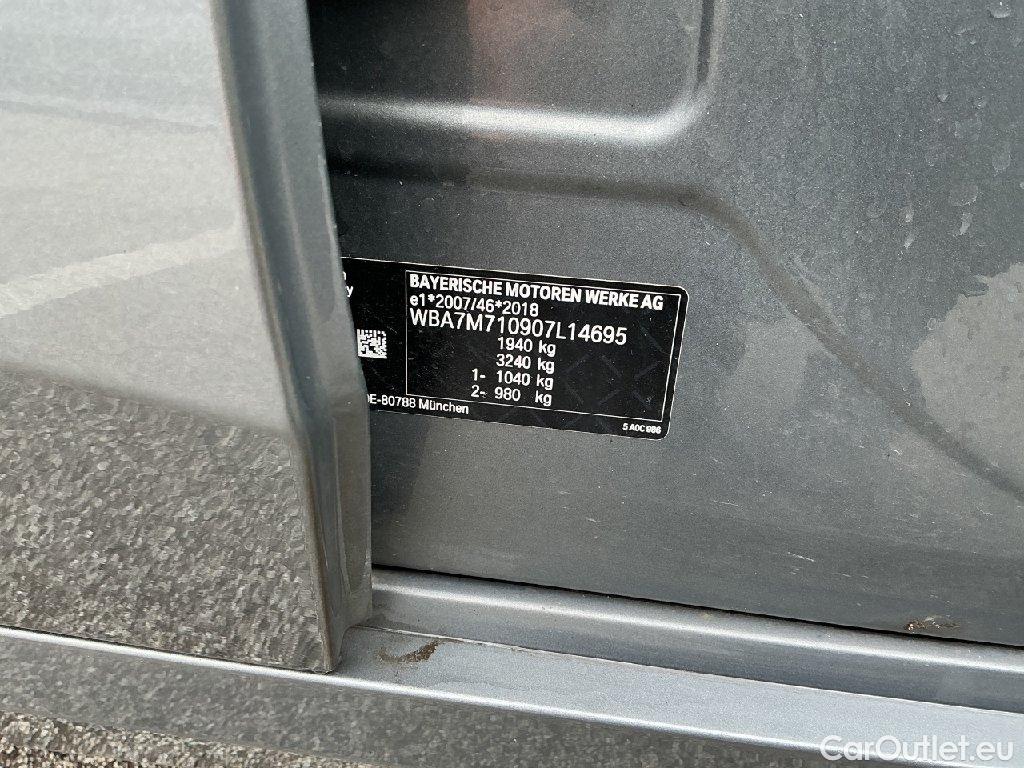 BAYERISCHE MOTOREN WERKE AG
e1*2007/46*2018
WBA7M710907L14695
1940 kg
3240 kg
1- 1040 kg
2- 980 kg
DE-80788 München
5 A0C 986
CarOutlet.eu